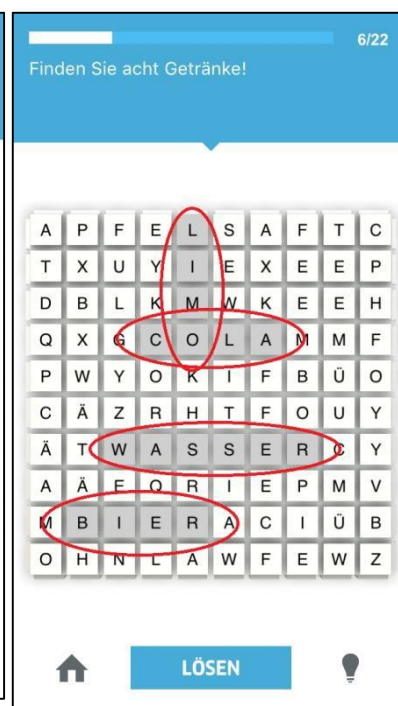 6/22
Finden Sie acht Getränke!
A P F E L S A F T C
T X U Y I E X E E P
D B L K M W K E E H
Q X G C O L A M M F
P W Y O K I F B Ü O
C Ä Z R H T F O U Y
Ä T W A S S E R C Y
A Ä E Q R I E P M V
M B I E R A C I Ü B
O H N L A W F E W Z
LÖSEN